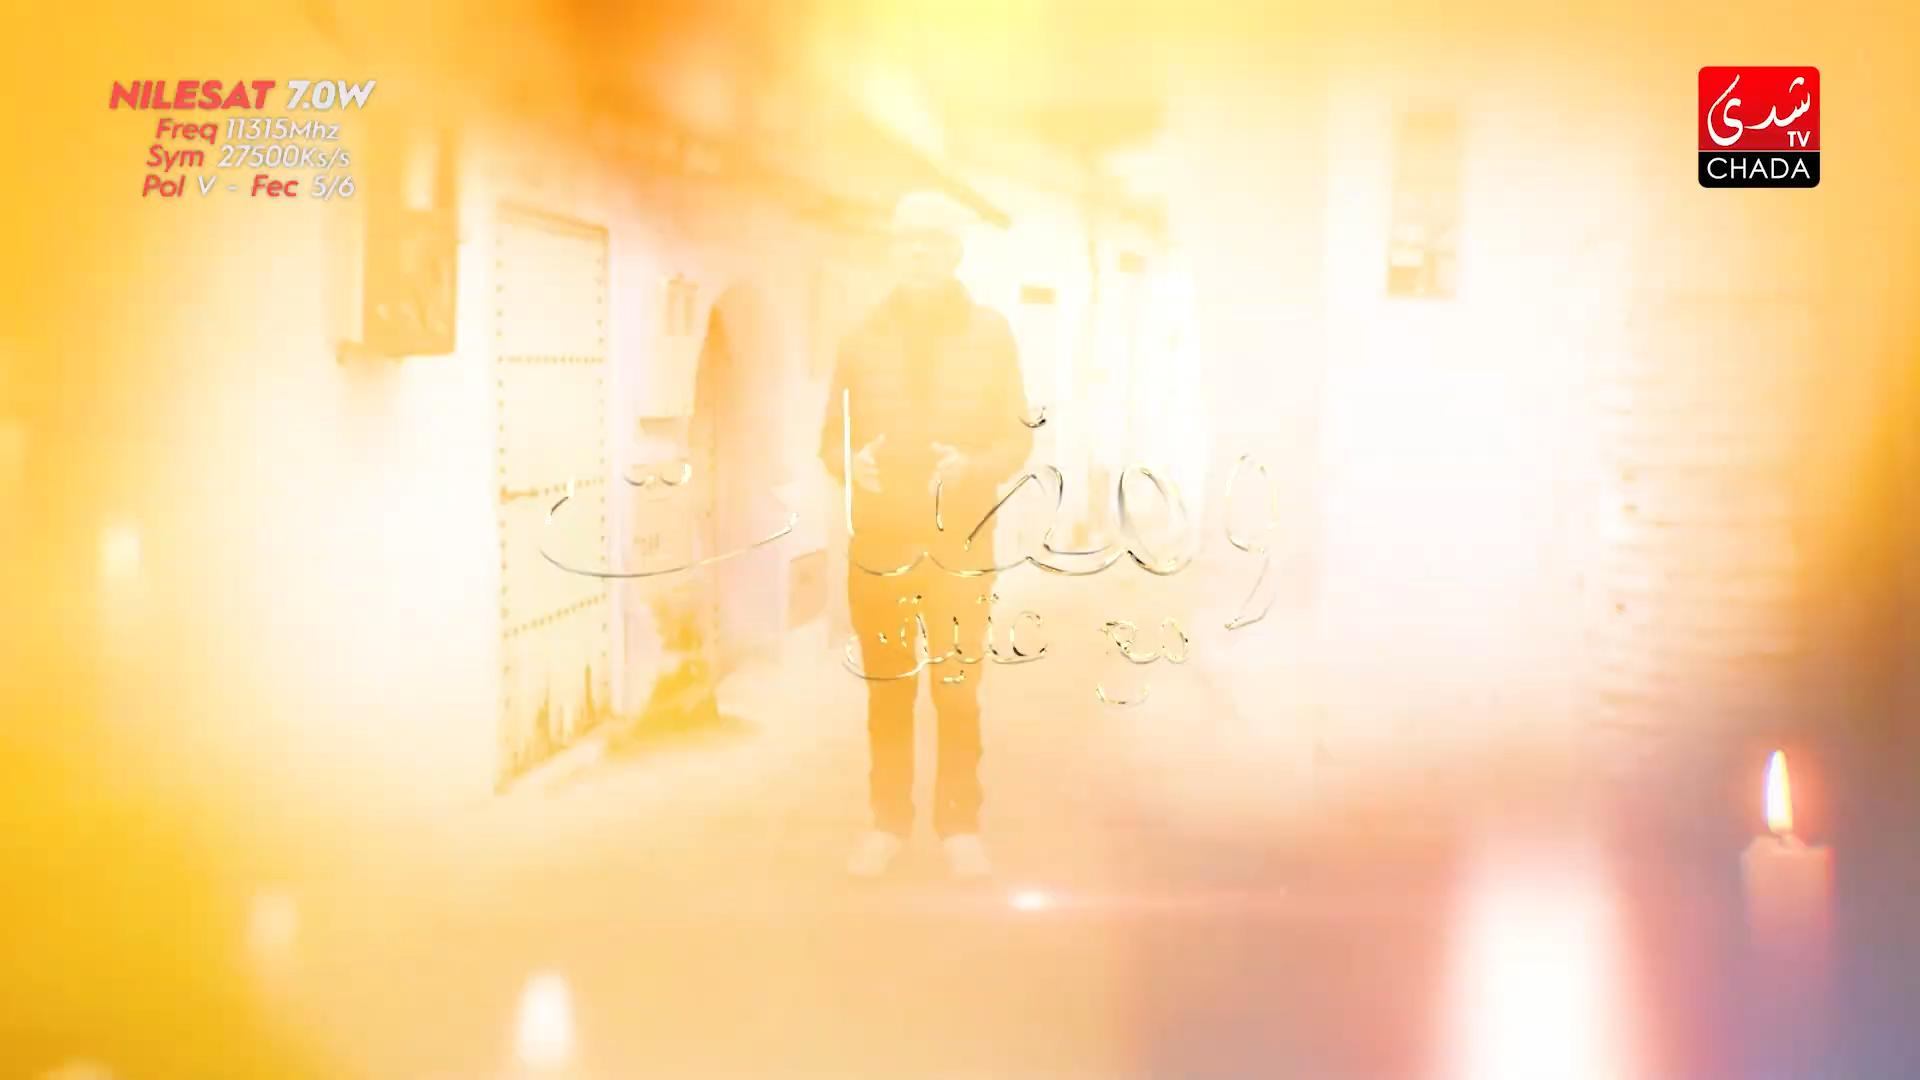 NILESAT 7.0W
Freq 11315Mhz
Sym 27500Ks/s
Pol V - Fec 5/6
شدى
TV
CHADA
ومضات
مع عتيق